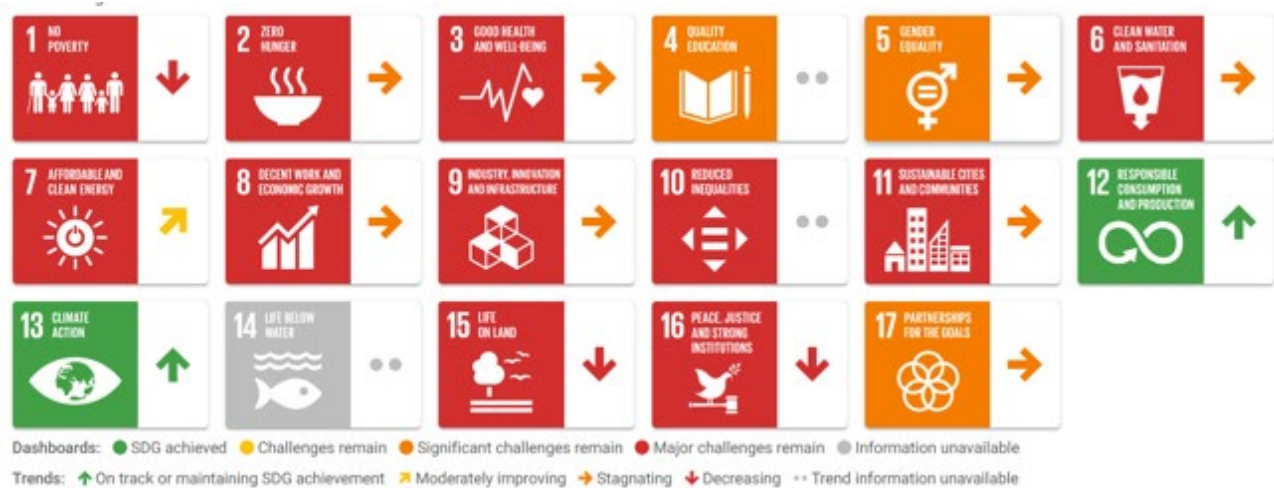 1 NO
POVERTY
2 ZERO
HUNGER
3 GOOD HEALTH
AND WELL-BEING
4 QUALITY
EDUCATION
5 GENDER
EQUALITY
6 CLEAN WATER
AND SANITATION
7 AFFORDABLE AND
CLEAN ENERGY
8 DECENT WORK AND
ECONOMIC GROWTH
9 INDUSTRY, INNOVATION
AND INFRASTRUCTURE
10 REDUCED
INEQUALITIES
11 SUSTAINABLE CITIES
AND COMMUNITIES
12 RESPONSIBLE
CONSUMPTION
AND PRODUCTION
13 CLIMATE
ACTION
14 LIFE BELOW
WATER
15 LIFE
ON LAND
16 PEACE, JUSTICE
AND STRONG
INSTITUTIONS
17 PARTNERSHIPS
FOR THE GOALS
Dashboards: SDG achieved Challenges remain Significant challenges remain Major challenges remain Information unavailable
Trends: On track or maintaining SDG achievement Moderately improving Stagnating Decreasing Trend information unavailable